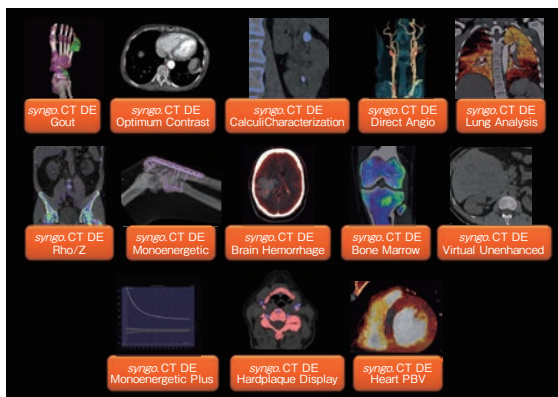 syngo.CT DE
Gout
syngo.CT DE
Optimum Contrast
syngo.CT DE
CalculiCharacterization
syngo.CT DE
Direct Angio
syngo.CT DE
Lung Analysis
syngo.CT DE
Rho/Z
syngo.CT DE
Monoenergetic
syngo.CT DE
Brain Hemorrhage
syngo.CT DE
Bone Marrow
syngo.CT DE
Virtual Unenhanced
syngo.CT DE
Monoenergetic Plus
syngo.CT DE
Hardplaque Display
syngo.CT DE
Heart PBV